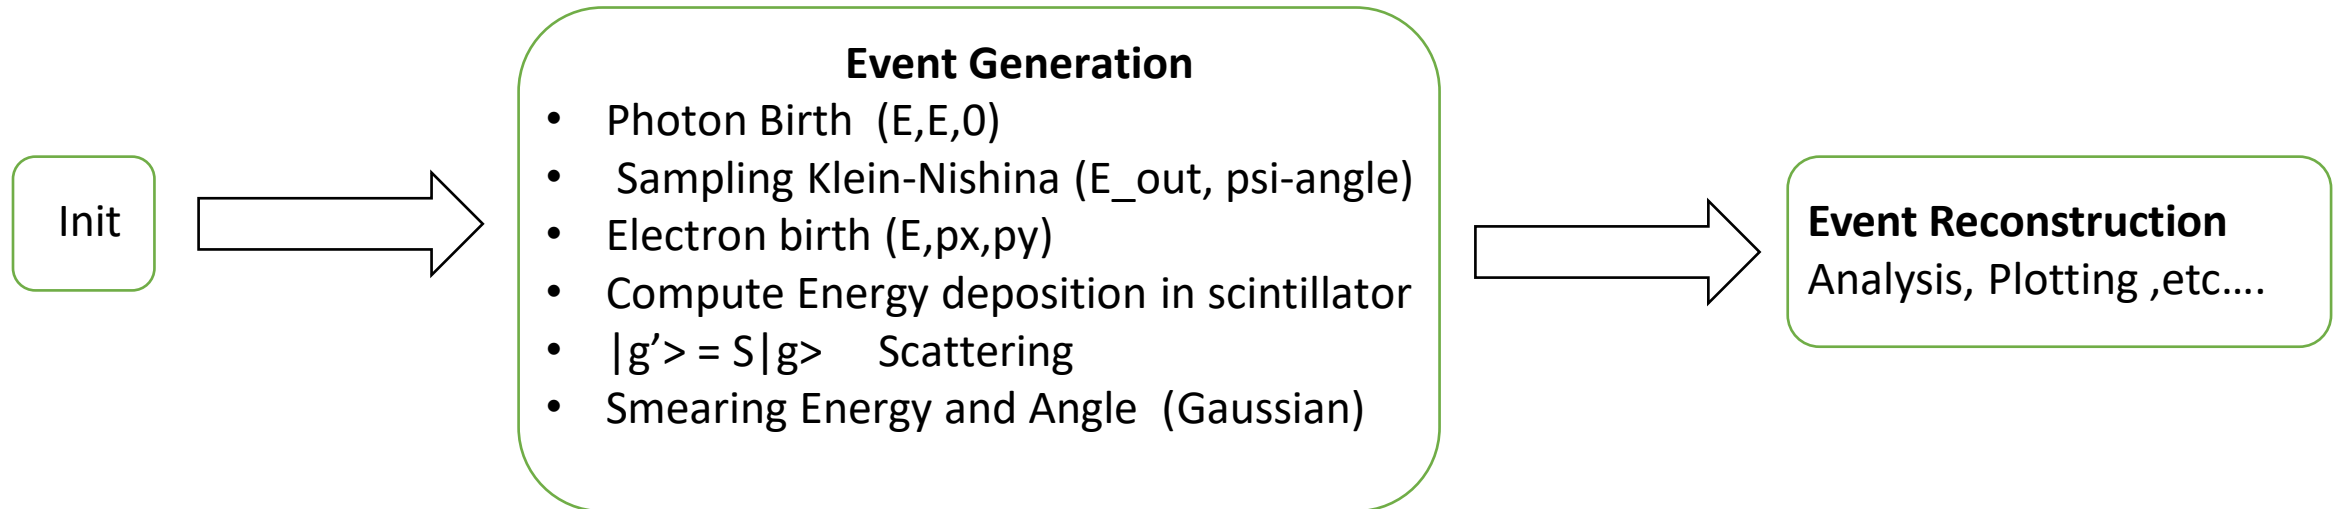 Init
Event Generation
• Photon Birth (E,E,0)
• Sampling Klein-Nishina (E_out, psi-angle)
• Electron birth (E,px,py)
• Compute Energy deposition in scintillator
• |g’> = S|g> Scattering
• Smearing Energy and Angle (Gaussian)
Event Reconstruction
Analysis, Plotting ,etc….